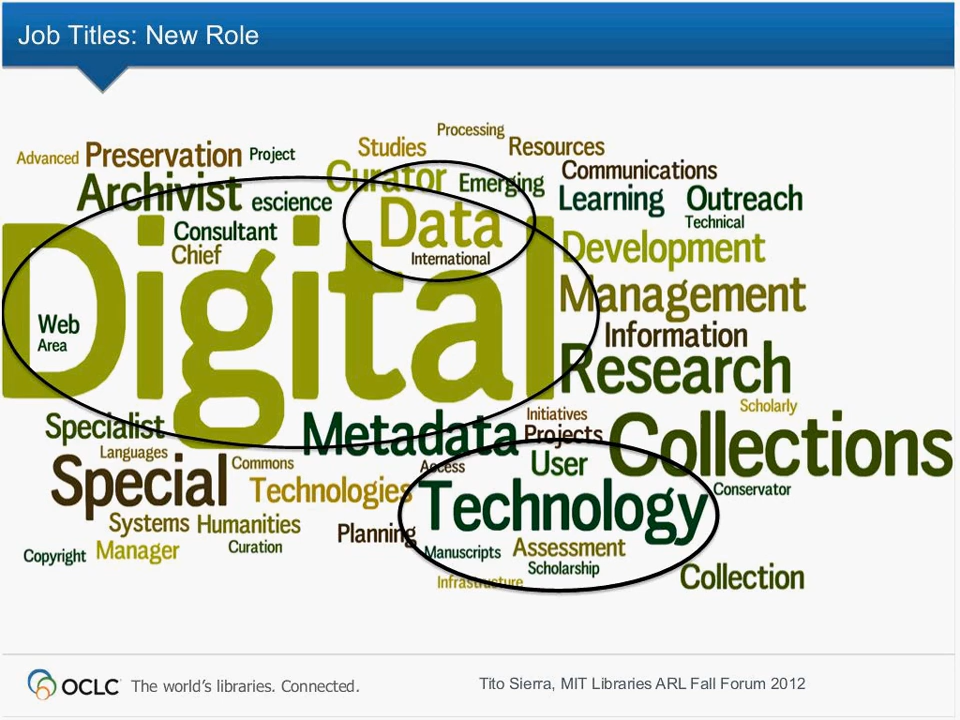 Job Titles: New Role
Processing
Advanced Preservation Project Studies Resources
Archivist escience Curator Emerging Communications
Learning Outreach
Consultant Data Technical
Chief International Development
Digital
Management
Web
Area
Information
Research
Scholarly
Specialist Metadata Initiatives
Projects Collections
Languages
Special Commons Access User
Technologies Technology Conservator
Systems Humanities Planning
Copyright Manager Curation Manuscripts Assessment
Scholarship
Infrastructure Collection
OCLC The world's libraries. Connected. Tito Sierra, MIT Libraries ARL Fall Forum 2012